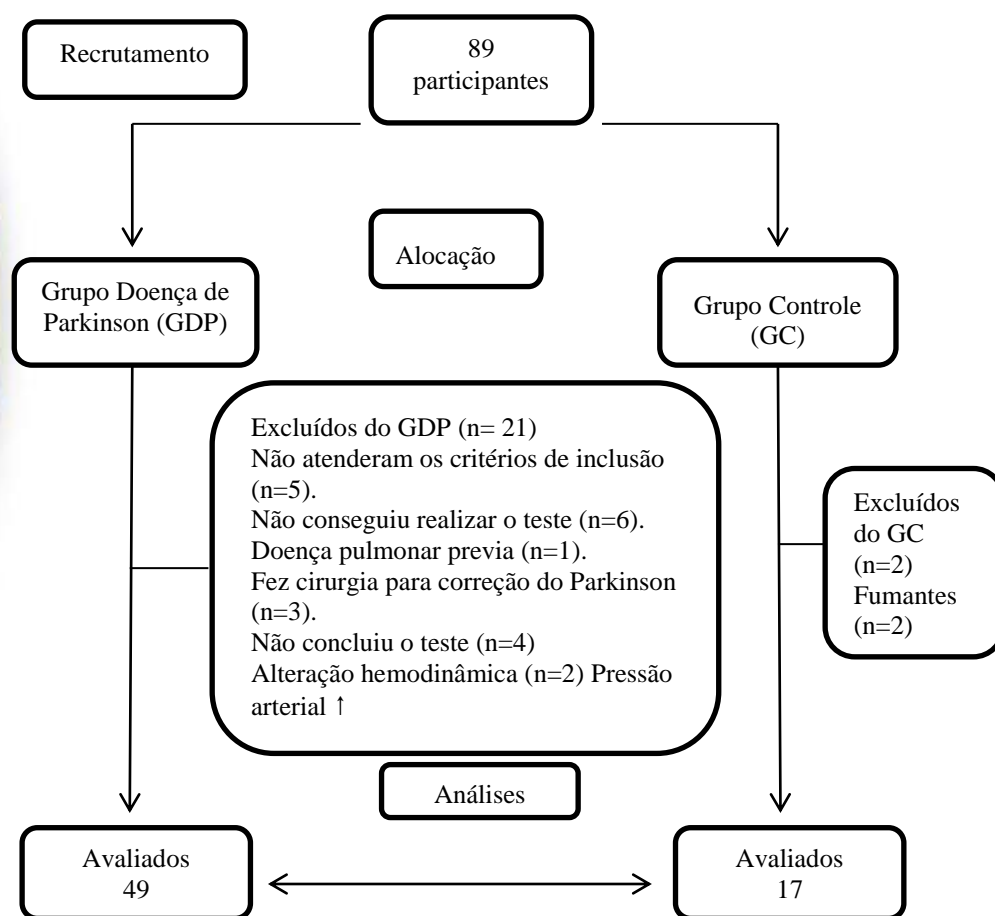 Recrutamento
89
participantes
Alocação
Grupo Doença de
Parkinson (GDP)
Grupo Controle
(GC)
Excluídos do GDP (n= 21)
Não atenderam os critérios de inclusão
(n=5).
Não conseguiu realizar o teste (n=6).
Doença pulmonar previa (n=1).
Fez cirurgia para correção do Parkinson
(n=3).
Não concluiu o teste (n=4)
Alteração hemodinâmica (n=2) Pressão
arterial ↑
Excluídos
do GC
(n=2)
Fumantes
(n=2)
Análises
Avaliados
49
Avaliados
17